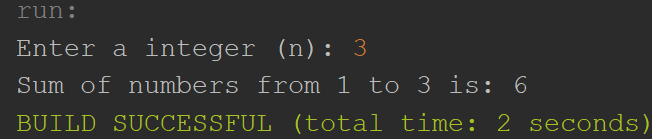 run:
Enter a integer (n): 3
Sum of numbers from 1 to 3 is: 6
BUILD SUCCESSFUL (total time: 2 seconds)